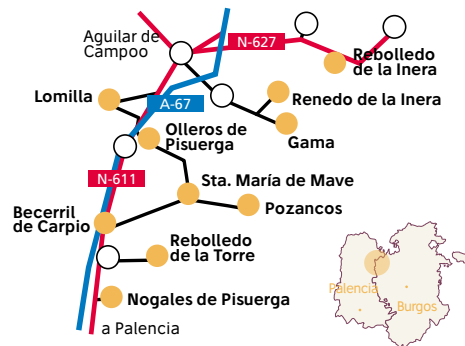 Aguilar de
Campoo
N-627
Rebolledo
de la Inera
Lomilla
A-67
Renedo de la Inera
Olleros de
Pisuerga
Gama
N-611
Sta. María de Mave
Becerril
de Carpio
Pozancos
Rebolledo
de la Torre
Nogales de Pisuerga
a Palencia
Palencia
Burgos